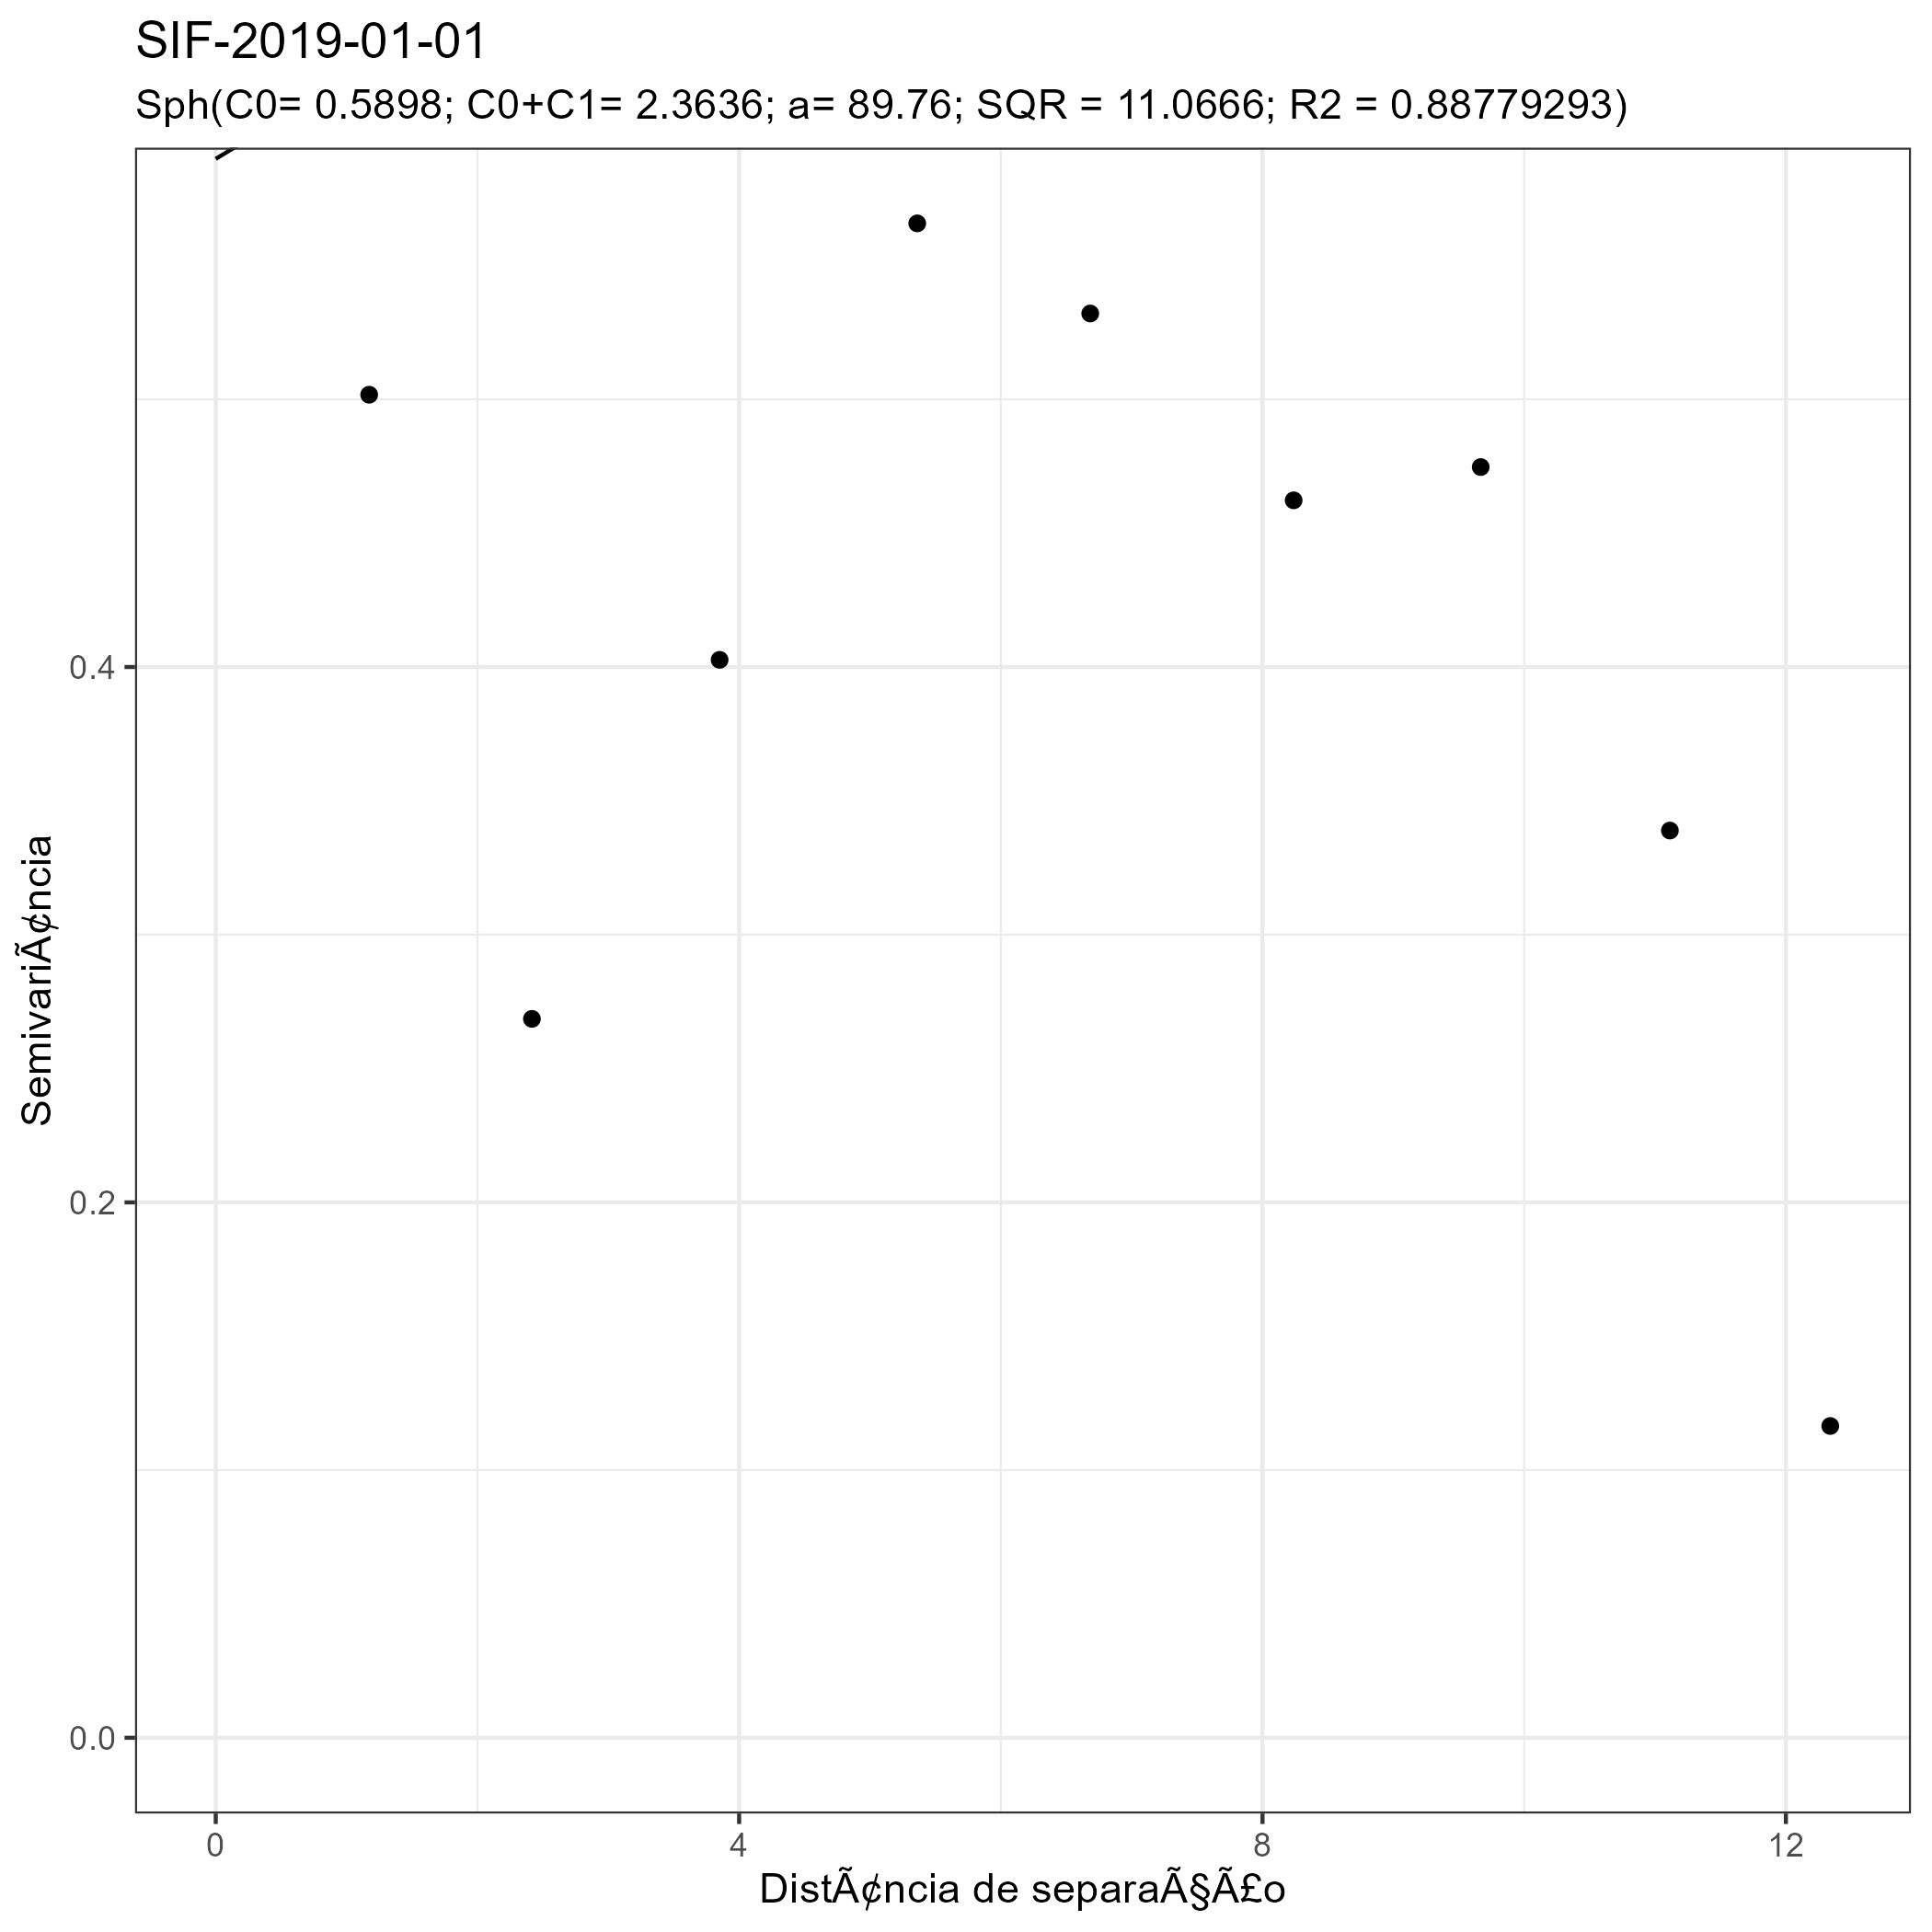 SIF-2019-01-01
Sph(C0= 0.5898; C0+C1= 2.3636; a= 89.76; SQR = 11.0666; R2 = 0.88779293)
SemivariÃ¢ncia
0.4
0.2
0.0
0 4 8 12
DistÃ¢ncia de separaÃ§Ã£o